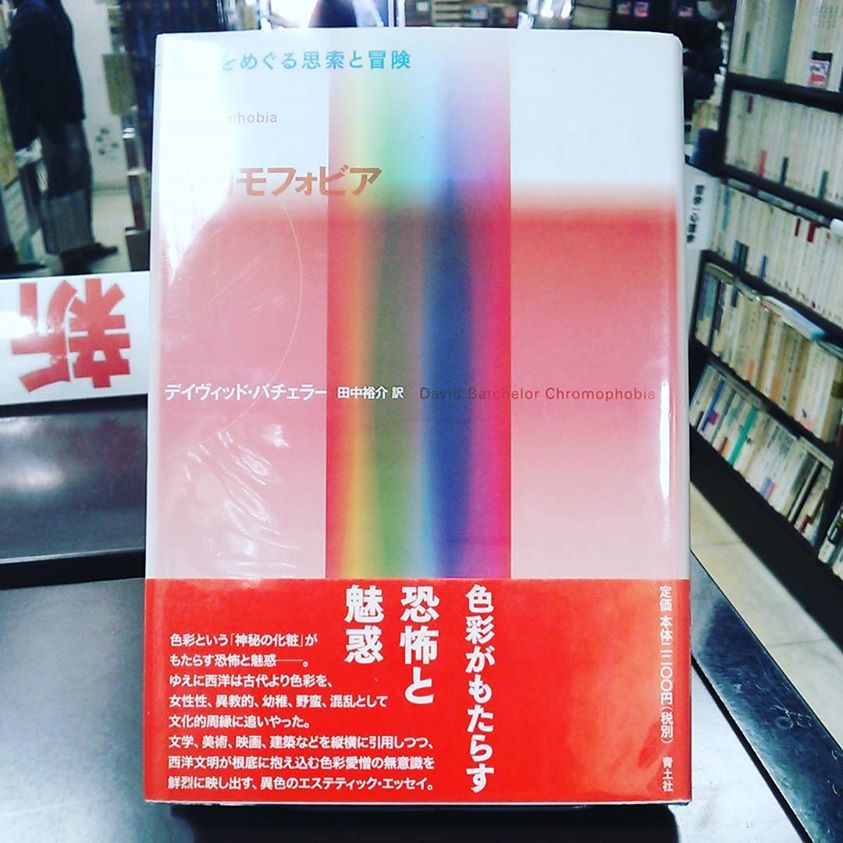 をめぐる思索と冒険
phobia
モフォビア
デイヴィッド・バチェラー 田中裕介 訳 David Batchelor Chromophobia
色彩がもたらす
恐怖と
魅惑
色彩という「神秘の化粧」が
もたらす恐怖と魅惑――。
ゆえに西洋は古代より色彩を、
女性性、異教的、幼稚、野蛮、混乱として
文化的周縁に追いやった。
文学、美術、映画、建築などを縦横に引用しつつ、
西洋文明が根底に抱え込む色彩愛憎の無意識を
鮮烈に映し出す、異色のエステティック・エッセイ。
定価 本体二二〇〇円(税別)
青土社
新